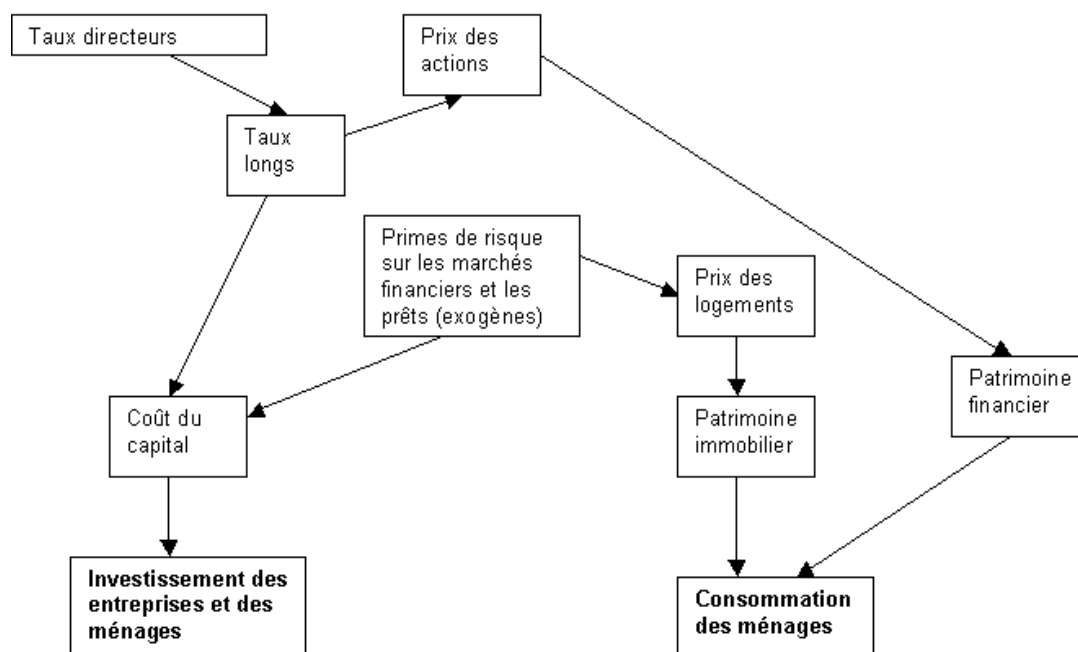 Taux directeurs
Prix des
actions
Taux
longs
Primes de risque
sur les marchés
financiers et les
prêts (exogènes)
Prix des
logements
Patrimoine
financier
Coût du
capital
Patrimoine
immobilier
Investissement des
entreprises et des
ménages
Consommation
des ménages